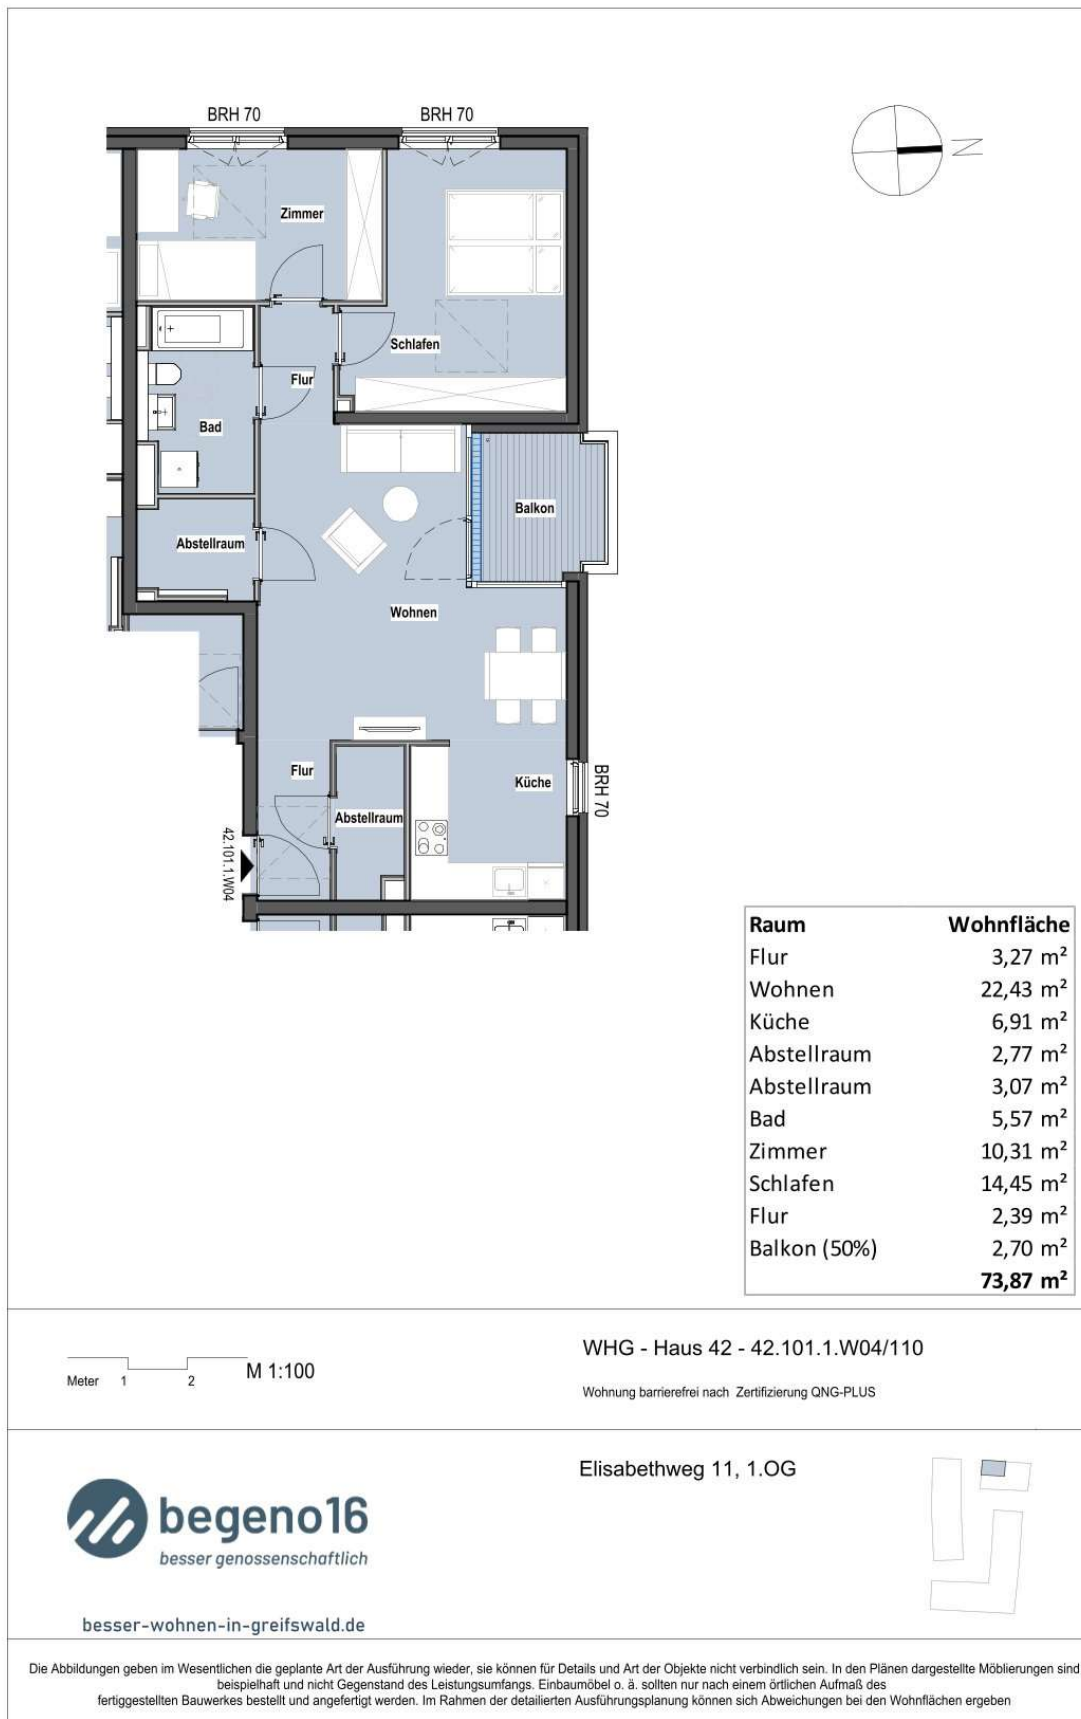 BRH 70
BRH 70
N
Zimmer
Schlafen
Flur
Bad
Balkon
Abstellraum
Wohnen
Flur
Küche
BRH 70
Abstellraum
42.101.1.W04
Raum Wohnfläche
Flur 3,27 m²
Wohnen 22,43 m²
Küche 6,91 m²
Abstellraum 2,77 m²
Abstellraum 3,07 m²
Bad 5,57 m²
Zimmer 10,31 m²
Schlafen 14,45 m²
Flur 2,39 m²
Balkon (50%) 2,70 m²
73,87 m²
Meter 1 2 M 1:100
WHG - Haus 42 - 42.101.1.W04/110
Wohnung barrierefrei nach Zertifizierung QNG-PLUS
Elisabethweg 11, 1.OG
begeno16
besser genossenschaftlich
besser-wohnen-in-greifswald.de
Die Abbildungen geben im Wesentlichen die geplante Art der Ausführung wieder, sie können für Details und Art der Objekte nicht verbindlich sein. In den Plänen dargestellte Möblierungen sind
beispielhaft und nicht Gegenstand des Leistungsumfangs. Einbaumöbel o. ä. sollten nur nach einem örtlichen Aufmaß des
fertiggestellten Bauwerkes bestellt und angefertigt werden. Im Rahmen der detailierten Ausführungsplanung können sich Abweichungen bei den Wohnflächen ergeben